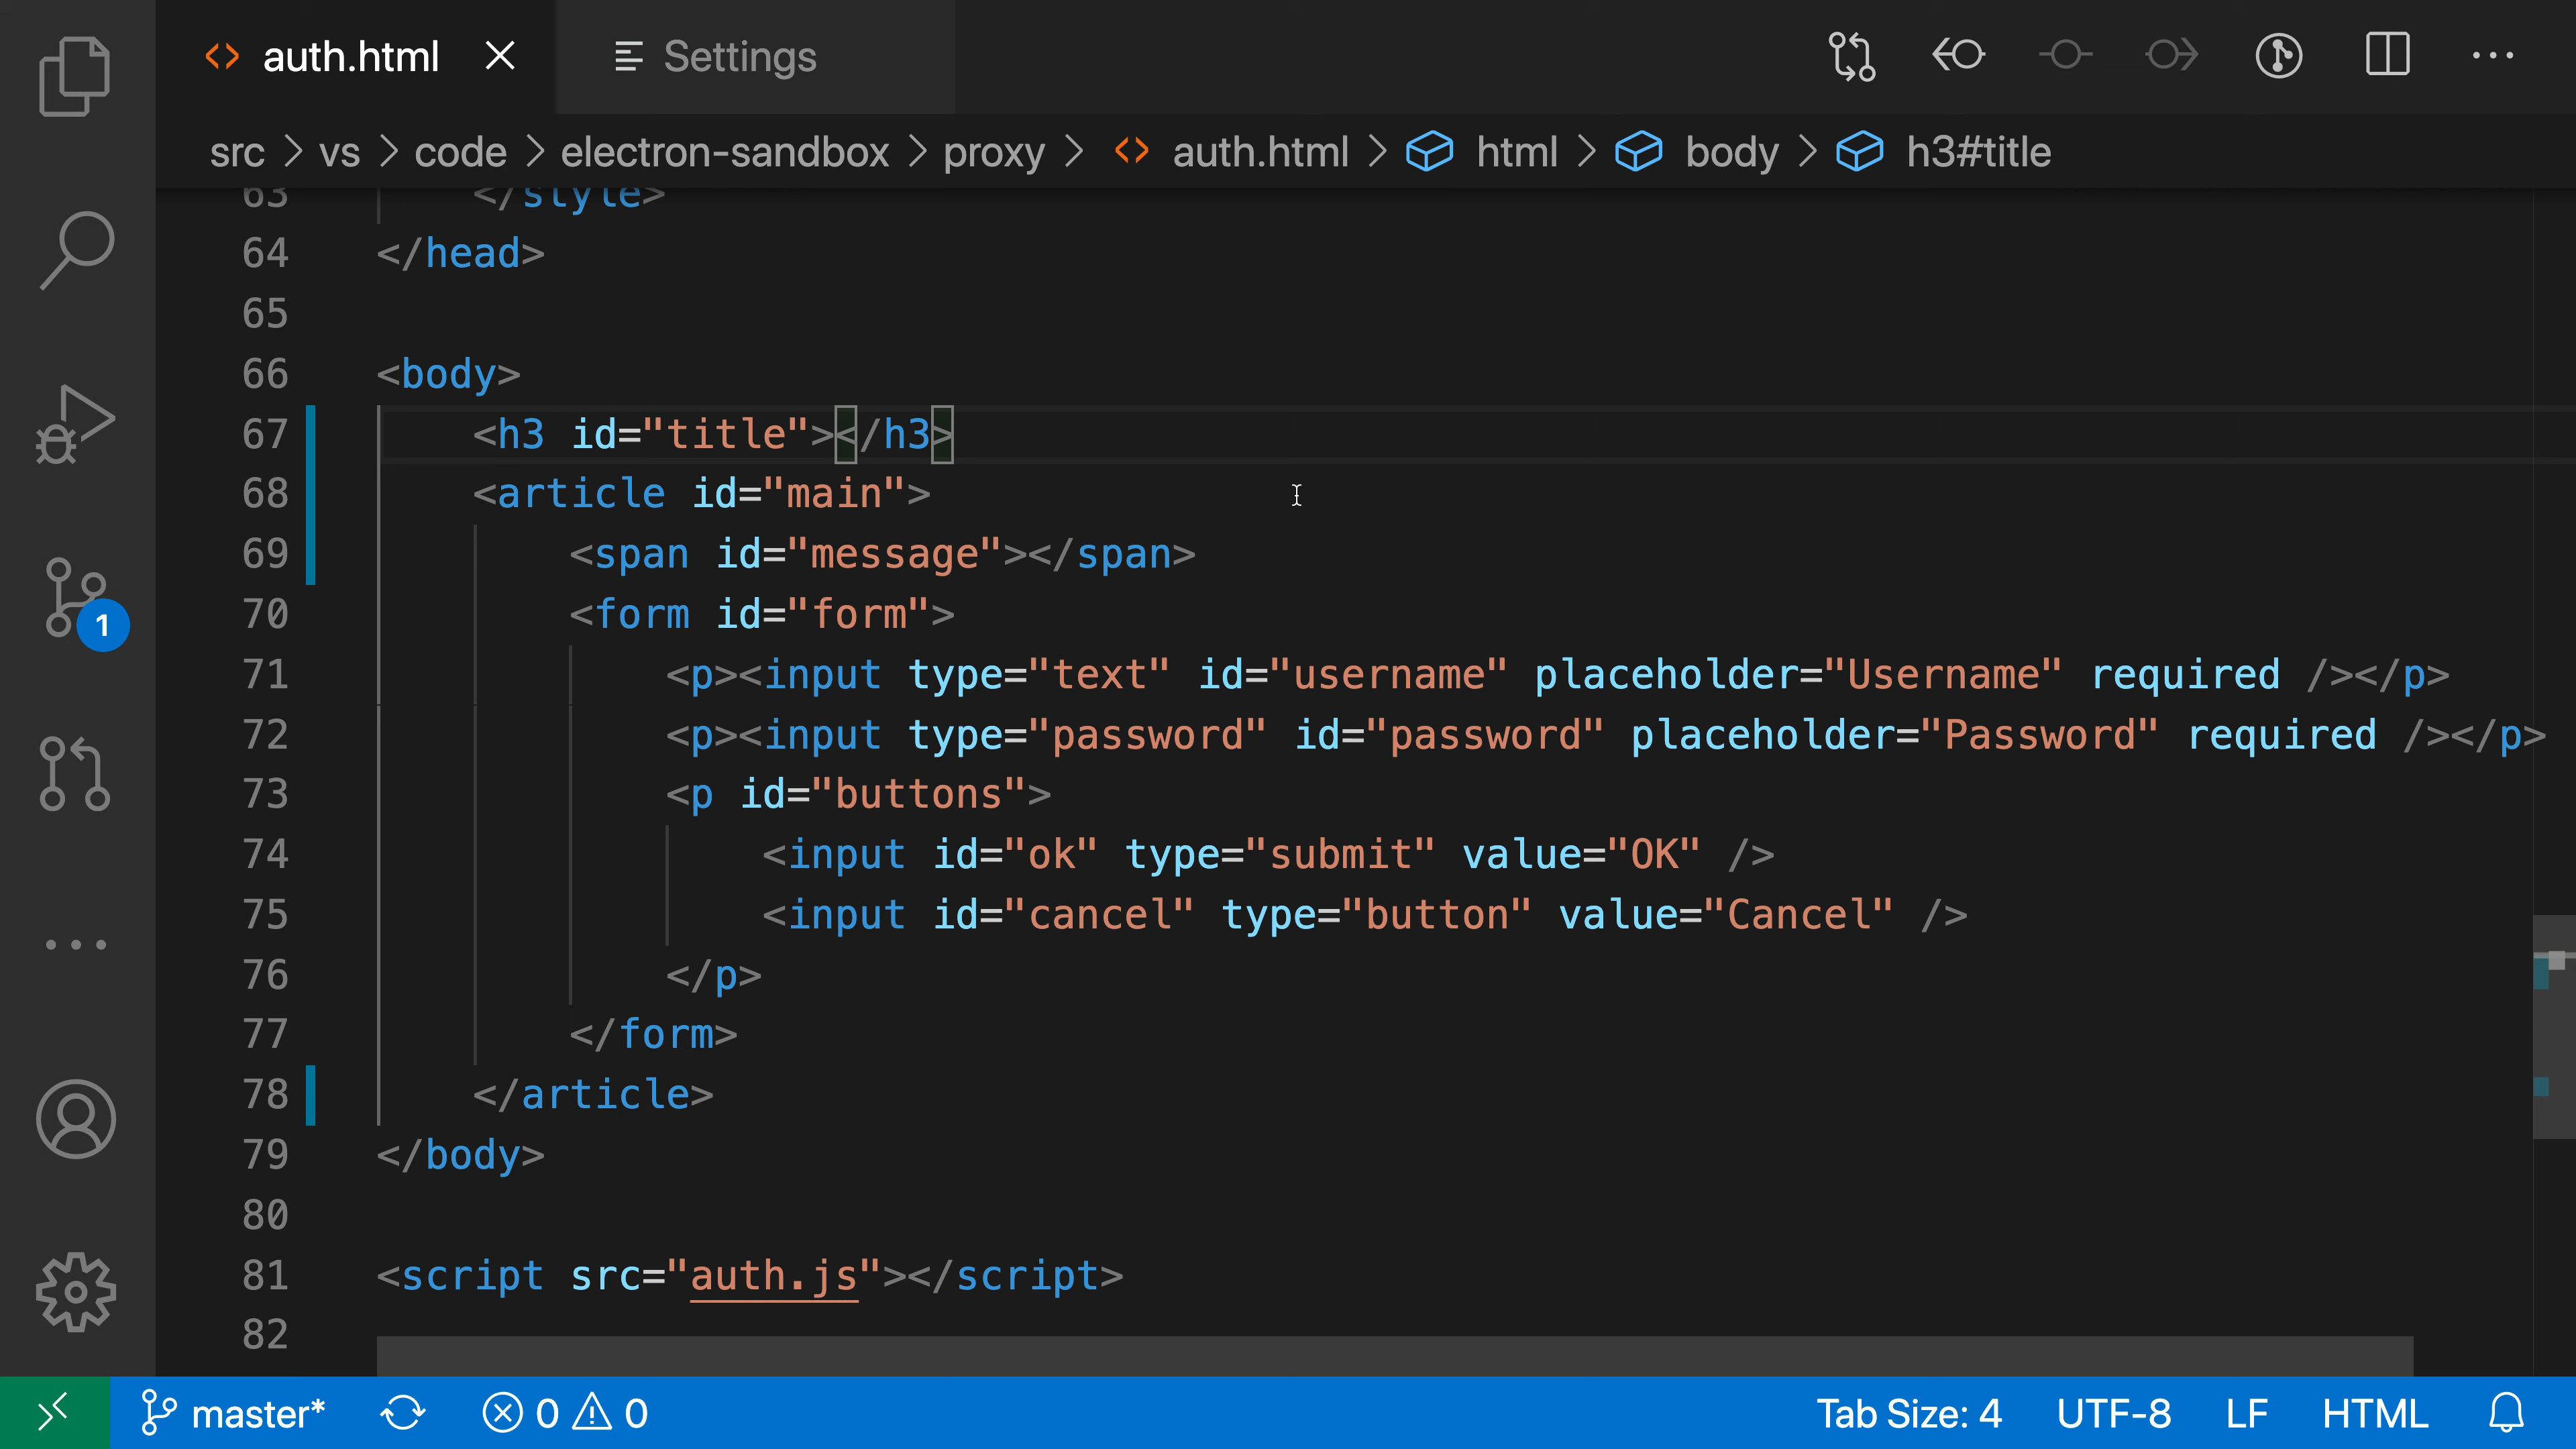 auth.html Settings
src > vs > code > electron-sandbox > proxy > auth.html > html > body > h3#title
63 </style>
64 </head>
65
66 <body>
67 <h3 id="title"></h3>
68 <article id="main">
69 <span id="message"></span>
70 <form id="form">
71 <p><input type="text" id="username" placeholder="Username" required /></p>
72 <p><input type="password" id="password" placeholder="Password" required /></p>
73 <p id="buttons">
74 <input id="ok" type="submit" value="OK" />
75 <input id="cancel" type="button" value="Cancel" />
76 </p>
77 </form>
78 </article>
79 </body>
80
81 <script src="auth.js"></script>
82
1
master* 0 0 Tab Size: 4 UTF-8 LF HTML